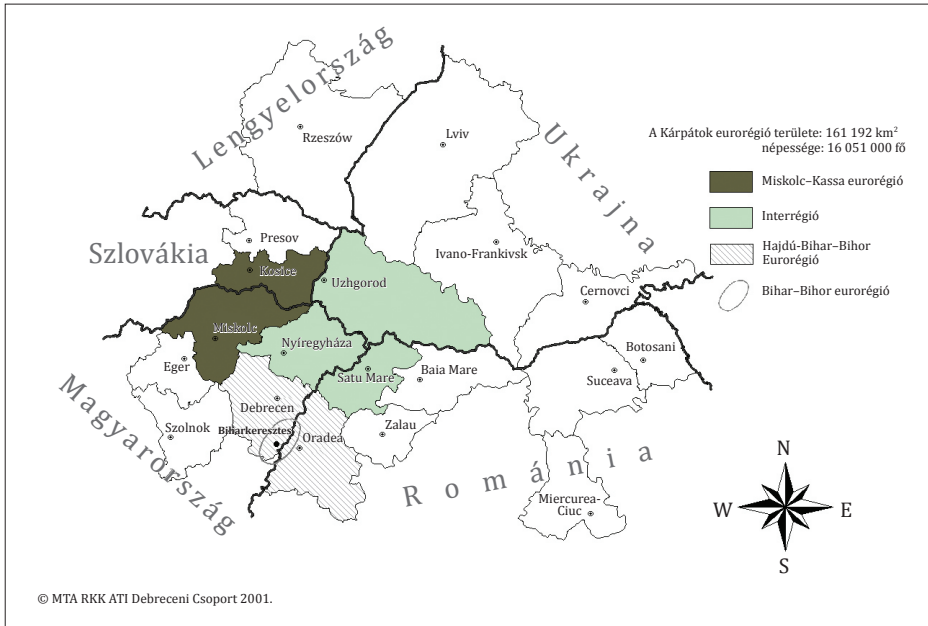 Lengyelország
Ukrajna
Szlovákia
Magyarország
Románia
Rzeszów
Lviv
Presov
Kosice
Uzhgorod
Ivano-Frankivsk
Cernovci
Miskolc
Nyíregyháza
Eger
Satu Mare
Baia Mare
Botosani
Suceava
Debrecen
Szolnok
Biharkeresztes
Oradea
Zalau
Miercurea-
Ciuc
A Kárpátok eurorégió területe: 161 192 km²
népessége: 16 051 000 fő
Miskolc–Kassa eurorégió
Interrégió
Hajdú-Bihar–Bihor
Eurorégió
Bihar–Bihor eurorégió
N
W
E
S
© MTA RKK ATI Debreceni Csoport 2001.